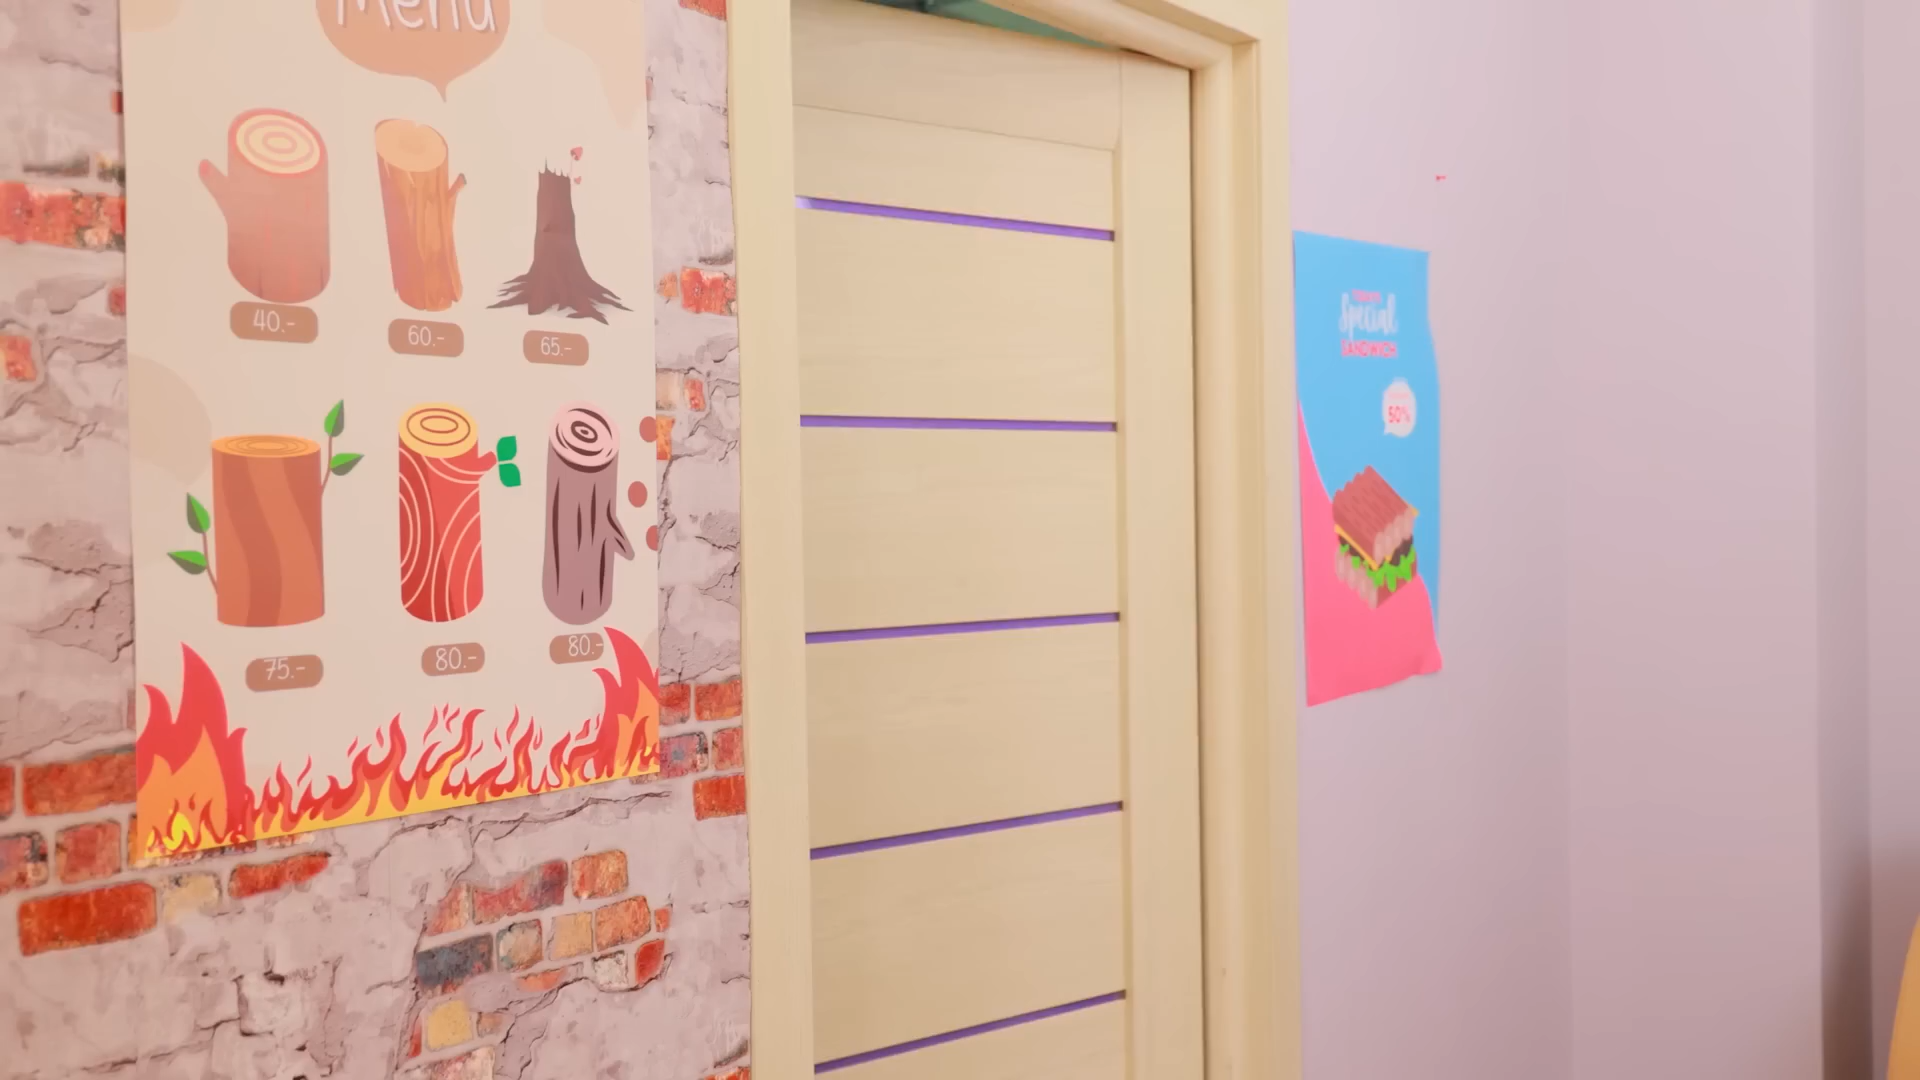 Menu
40.-
60.-
65.-
75.-
80.-
80.-
Special
SANDWICH
50%